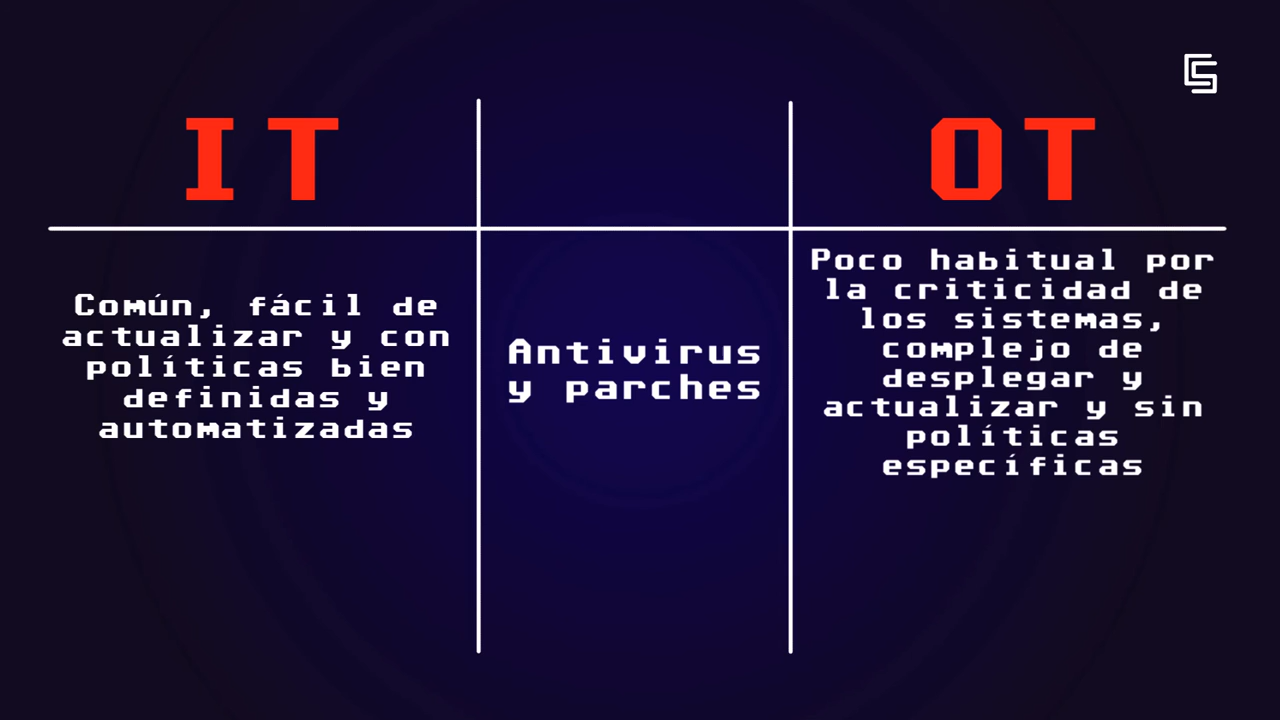 IT
OT
Común, fácil de
actualizar y con
políticas bien
definidas y
automatizadas
Antivirus
y parches
Poco habitual por
la criticidad de
los sistemas,
complejo de
desplegar y
actualizar y sin
políticas
específicas